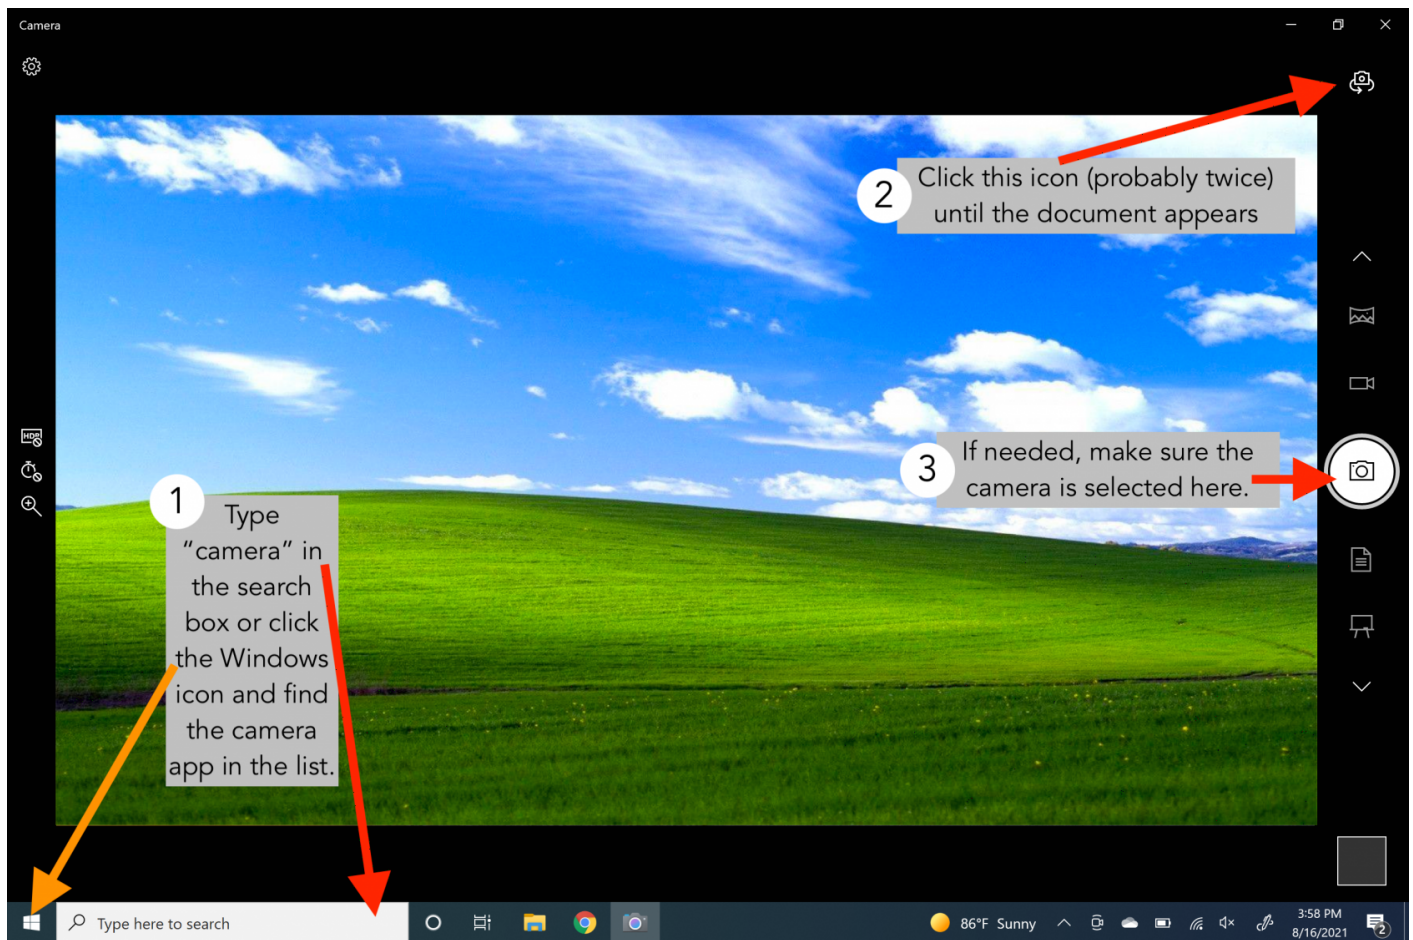 Camera
2
Click this icon (probably twice)
until the document appears
HDR
3
If needed, make sure the
camera is selected here.
1
Type
“camera” in
the search
box or click
the Windows
icon and find
the camera
app in the list.
Type here to search
86°F Sunny
3:58 PM
8/16/2021
2